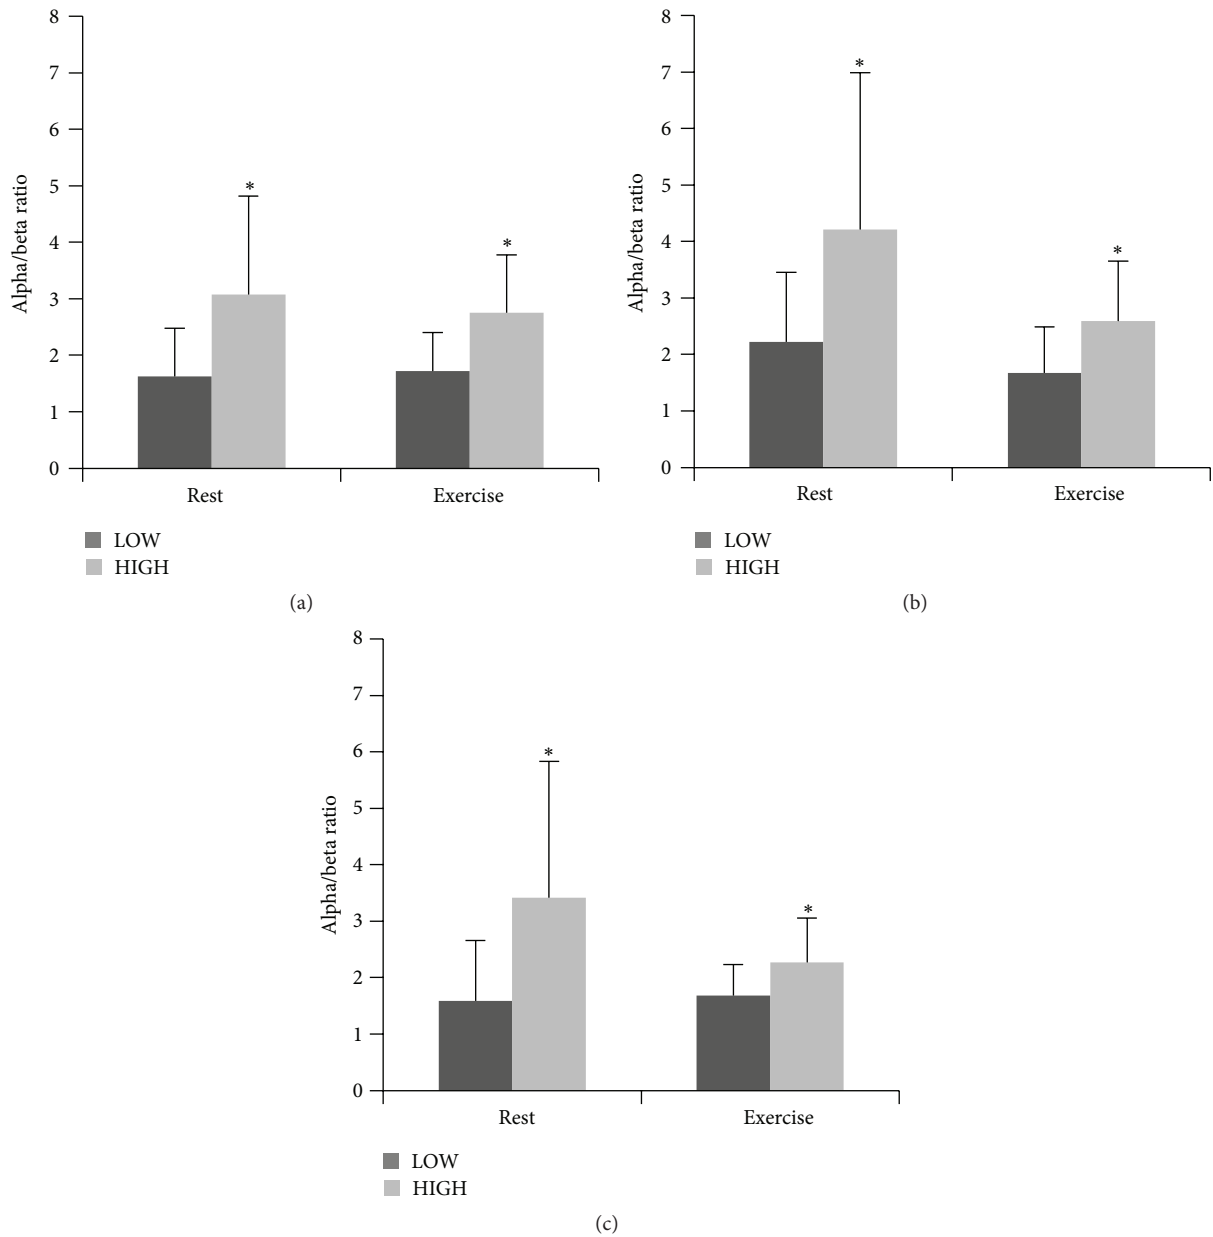 8
7
6
5
4
3
2
1
0
Alpha/beta ratio
*
*
Rest
Exercise
LOW
HIGH
(a)
8
7
6
5
4
3
2
1
0
Alpha/beta ratio
*
*
Rest
Exercise
LOW
HIGH
(b)
8
7
6
5
4
3
2
1
0
Alpha/beta ratio
*
*
Rest
Exercise
LOW
HIGH
(c)